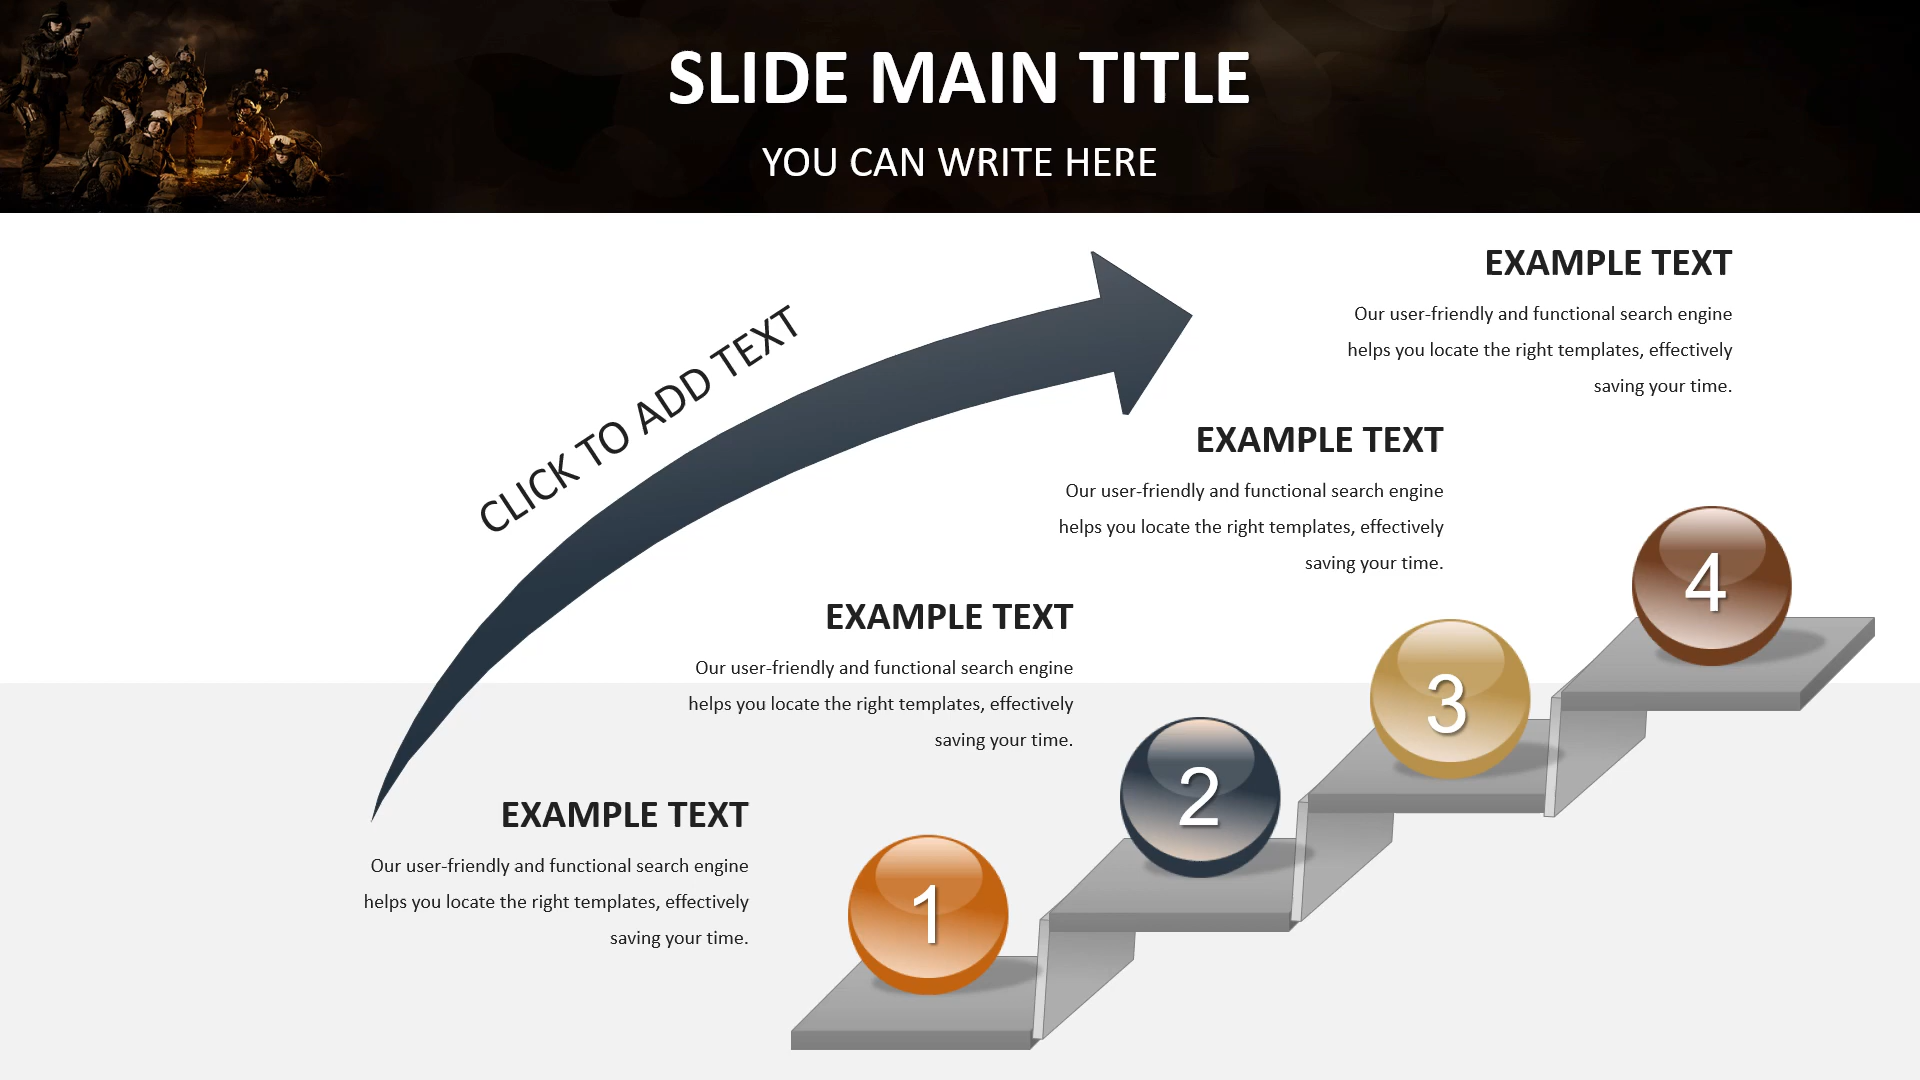 SLIDE MAIN TITLE
YOU CAN WRITE HERE
CLICK TO ADD TEXT
EXAMPLE TEXT
Our user-friendly and functional search engine
helps you locate the right templates, effectively
saving your time.
EXAMPLE TEXT
Our user-friendly and functional search engine
helps you locate the right templates, effectively
saving your time.
EXAMPLE TEXT
Our user-friendly and functional search engine
helps you locate the right templates, effectively
saving your time.
EXAMPLE TEXT
Our user-friendly and functional search engine
helps you locate the right templates, effectively
saving your time.
1
2
3
4